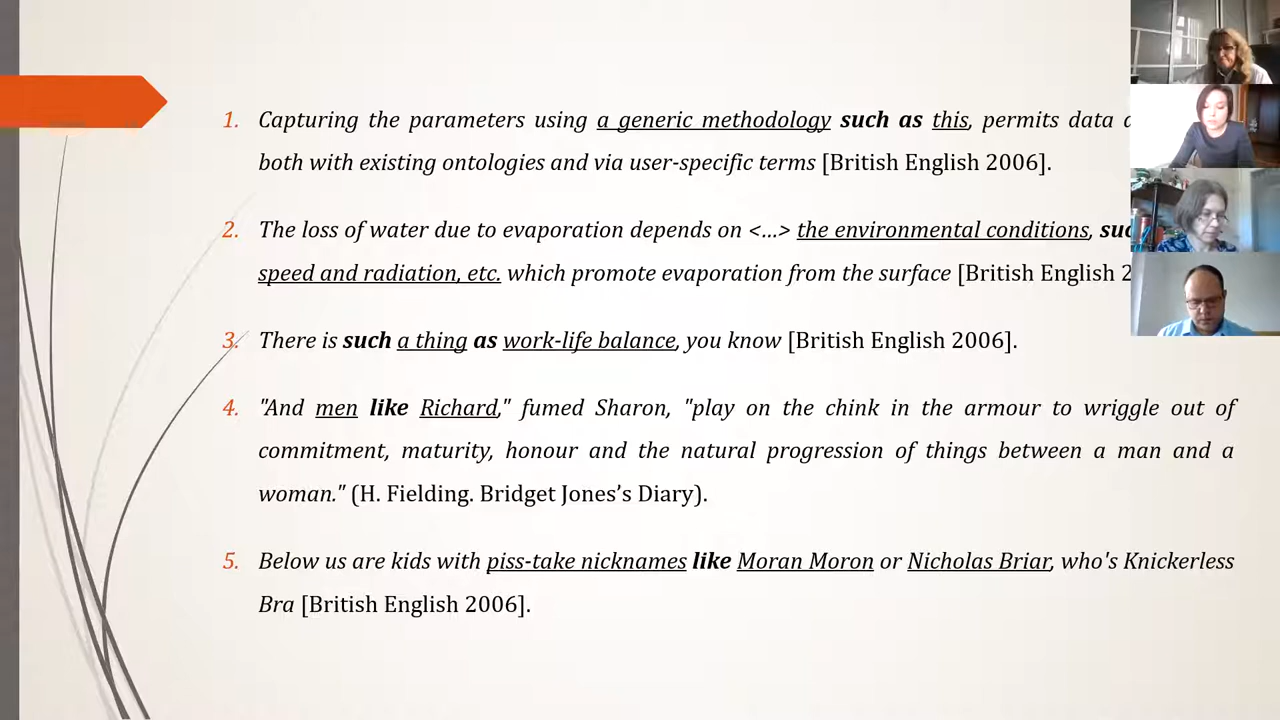 1. Capturing the parameters using a generic methodology such as this, permits data
both with existing ontologies and via user-specific terms [British English 2006].
2. The loss of water due to evaporation depends on <...> the environmental conditions,
speed and radiation, etc. which promote evaporation from the surface [British English
3. There is such a thing as work-life balance, you know [British English 2006].
4. "And men like Richard," fumed Sharon, "play on the chink in the armour to wriggle out of
commitment, maturity, honour and the natural progression of things between a man and a
woman." (H. Fielding. Bridget Jones’s Diary).
5. Below us are kids with piss-take nicknames like Moran Moron or Nicholas Briar, who's Knickerless
Bra [British English 2006].